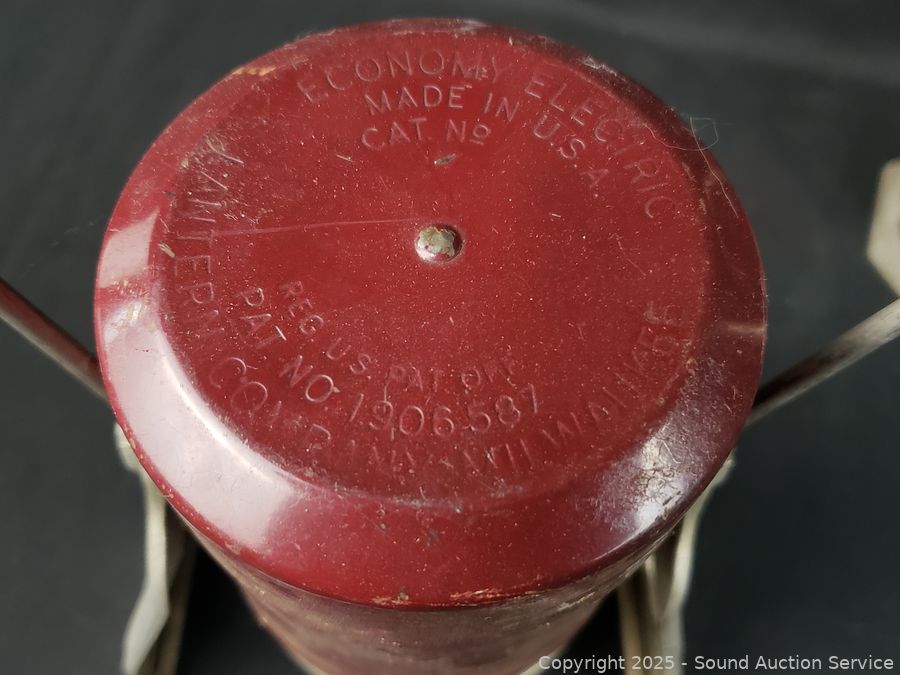 ECONOMY ELECTRIC
LANTERN COMPANY MILWAUKEE
MADE IN U.S.A.
CAT Nº
REG U S PAT OFF
PAT NO 1906587
Copyright 2025 - Sound Auction Service